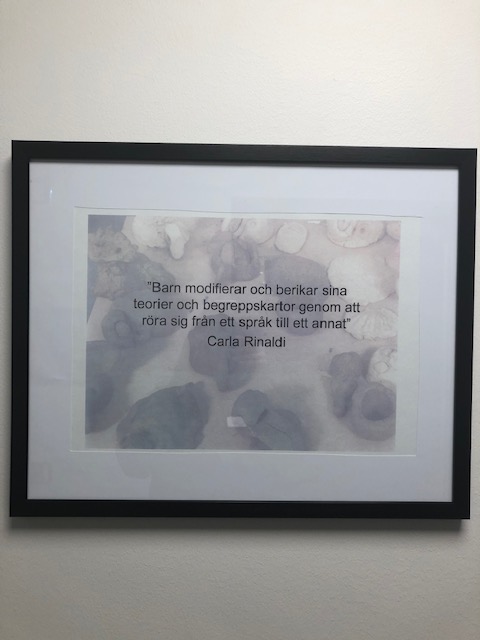 "Barn modifierar och berikar sina
teorier och begreppskartor genom att
röra sig från ett språk till ett annat"
Carla Rinaldi